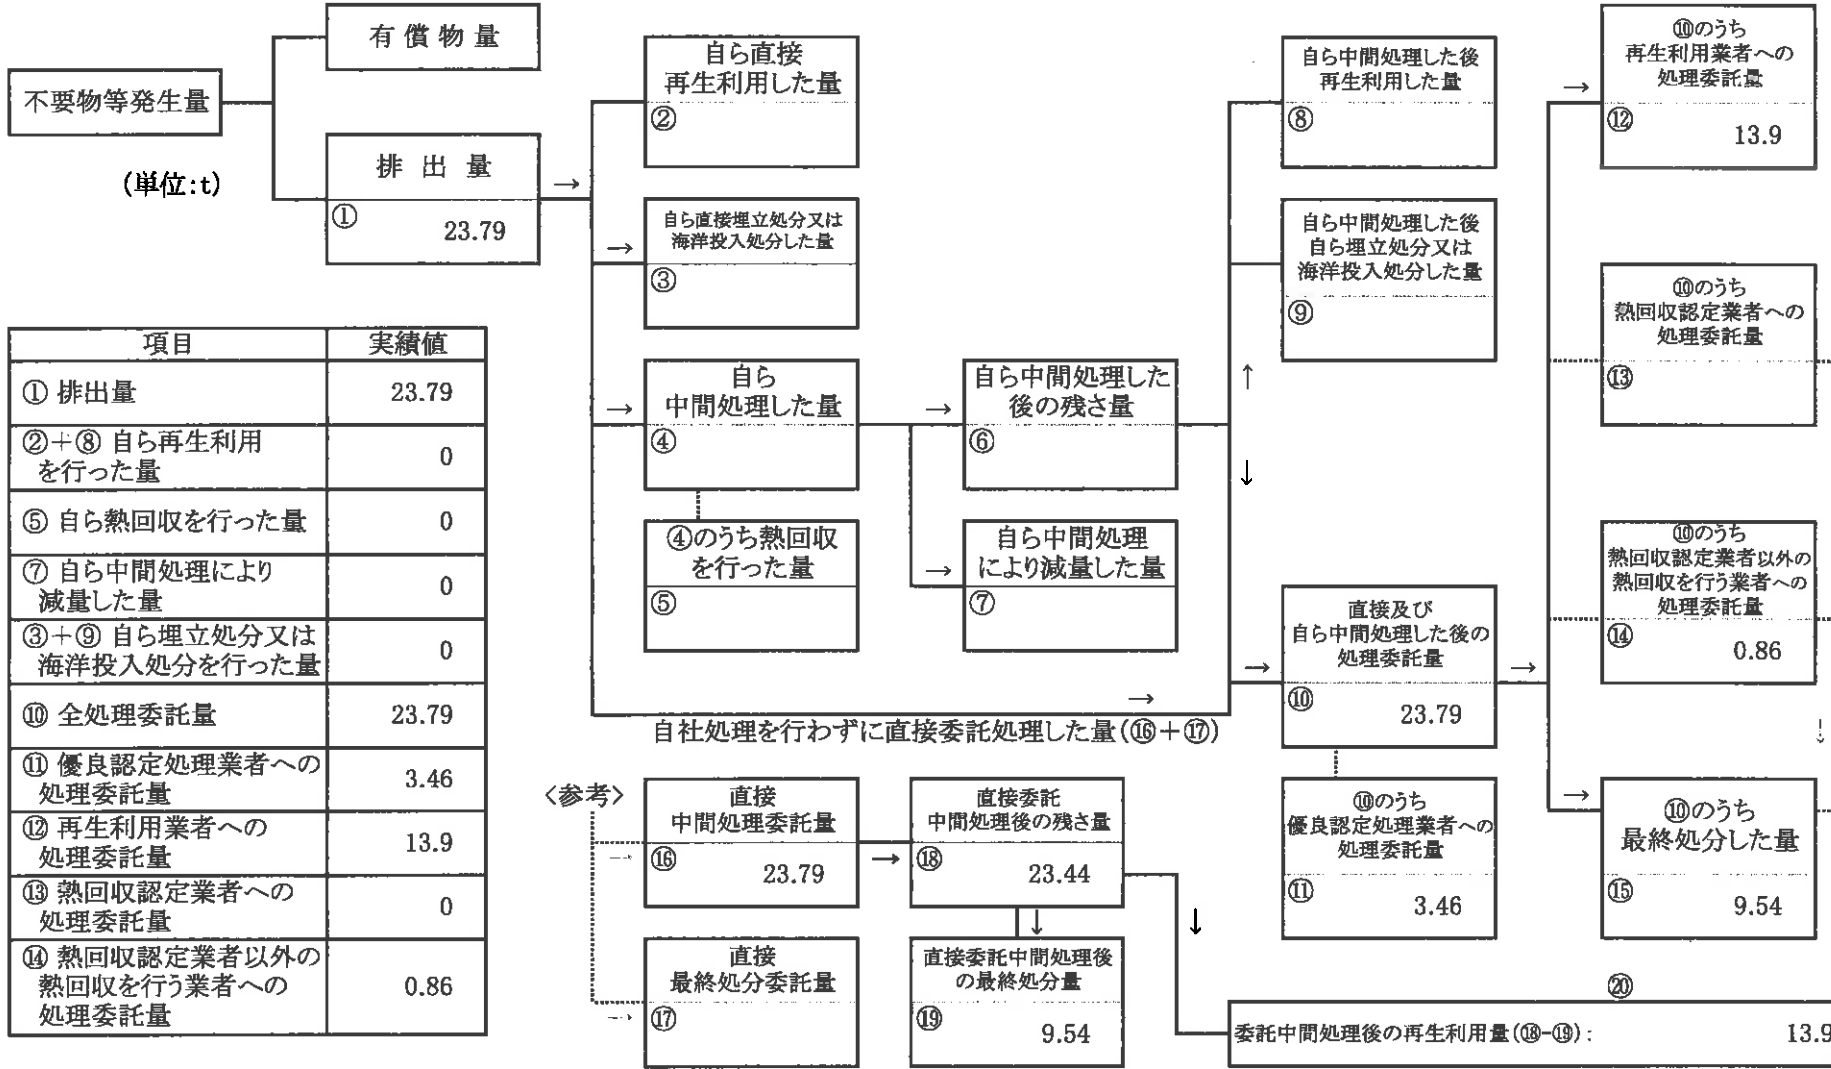 不要物等発生量
有償物量
排出量
①
23.79
(単位:t)
自ら直接
再生利用した量
②
自ら直接埋立処分又は
海洋投入処分した量
③
自ら
中間処理した量
④
④のうち熱回収
を行った量
⑤
自ら中間処理した
後の残さ量
⑥
自ら中間処理
により減量した量
⑦
自ら中間処理した後
再生利用した量
⑧
自ら中間処理した後
自ら埋立処分又は
海洋投入処分した量
⑨
直接及び
自ら中間処理した後の
処理委託量
⑩
23.79
⑩のうち
優良認定処理業者への
処理委託量
⑪
3.46
⑩のうち
再生利用業者への
処理委託量
⑫
13.9
⑩のうち
熱回収認定業者への
処理委託量
⑬
⑩のうち
熱回収認定業者以外の
熱回収を行う業者への
処理委託量
⑭
0.86
⑩のうち
最終処分した量
⑮
9.54
自社処理を行わずに直接委託処理した量(⑯+⑰)
<参考>
直接
中間処理委託量
⑯
23.79
直接
最終処分委託量
⑰
直接委託
中間処理後の残さ量
⑱
23.44
直接委託中間処理後
の最終処分量
⑲
9.54
⑳
委託中間処理後の再生利用量(⑱-⑲): 13.9
項目 実績値
① 排出量 23.79
②+⑧ 自ら再生利用
を行った量 0
⑤ 自ら熱回収を行った量 0
⑦ 自ら中間処理により
減量した量 0
③+⑨ 自ら埋立処分又は
海洋投入処分を行った量 0
⑩ 全処理委託量 23.79
⑪ 優良認定処理業者への
処理委託量 3.46
⑫ 再生利用業者への
処理委託量 13.9
⑬ 熱回収認定業者への
処理委託量 0
⑭ 熱回収認定業者以外の
熱回収を行う業者への
処理委託量 0.86